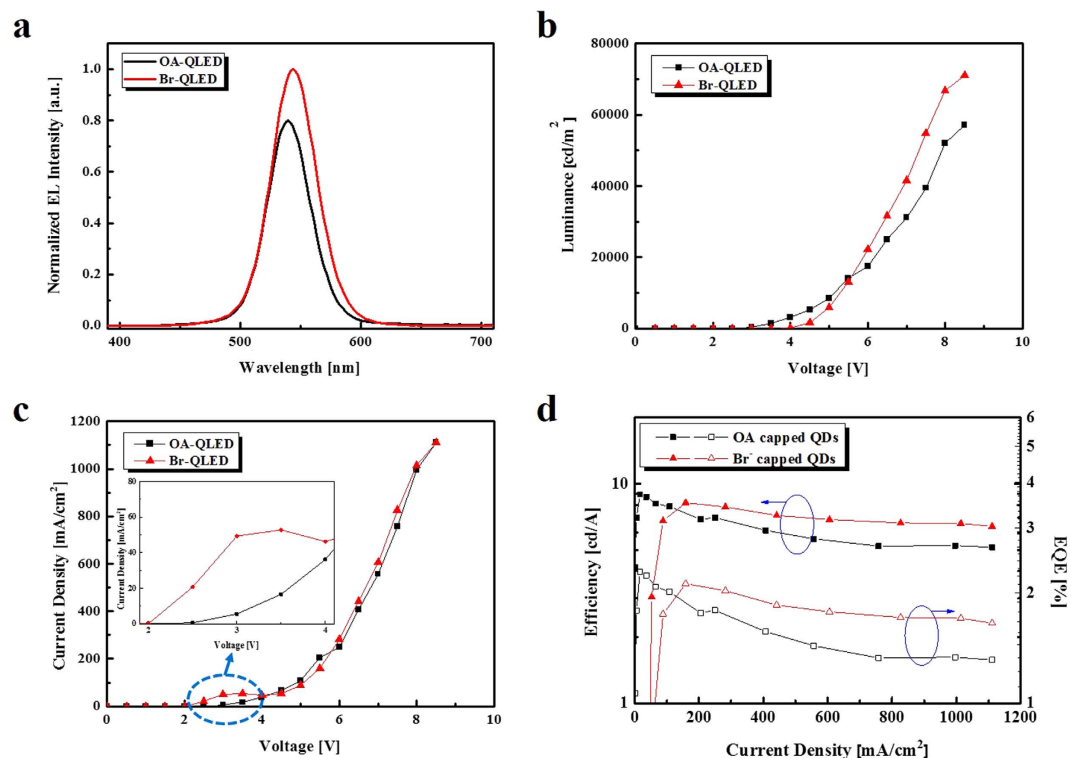 a
OA-QLED
Br-QLED
Normalized EL Intensity [a.u.]
1.0
0.8
0.6
0.4
0.2
0.0
400
500
600
700
Wavelength [nm]
b
OA-QLED
Br-QLED
Luminance [cd/m²]
80000
60000
40000
20000
0
0
2
4
6
8
10
Voltage [V]
c
OA-QLED
Br-QLED
Current Density [mA/cm²]
1200
1000
800
600
400
200
0
0
2
4
6
8
10
Voltage [V]
Current Density [mA/cm²]
80
60
40
20
0
2
3
4
Voltage [V]
d
OA capped QDs
Br⁻ capped QDs
Efficiency [cd/A]
10
1
EQE [%]
6
5
4
3
2
1
0
200
400
600
800
1000
1200
Current Density [mA/cm²]